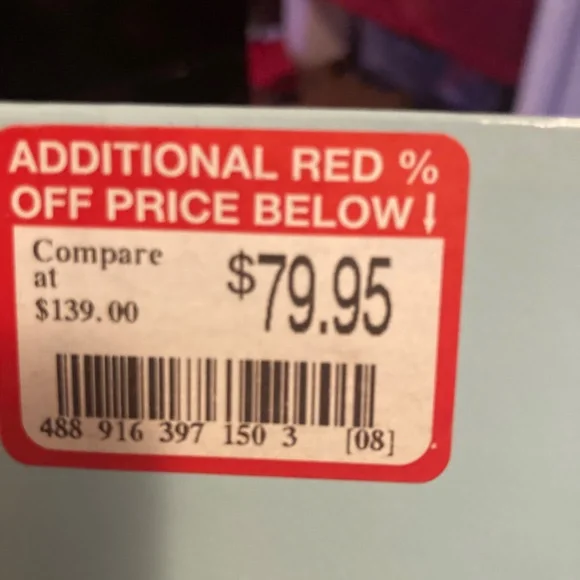 ADDITIONAL RED %
OFF PRICE BELOW ↓
Compare
at
$139.00
$79.95
488 916 397 150 3 [08]